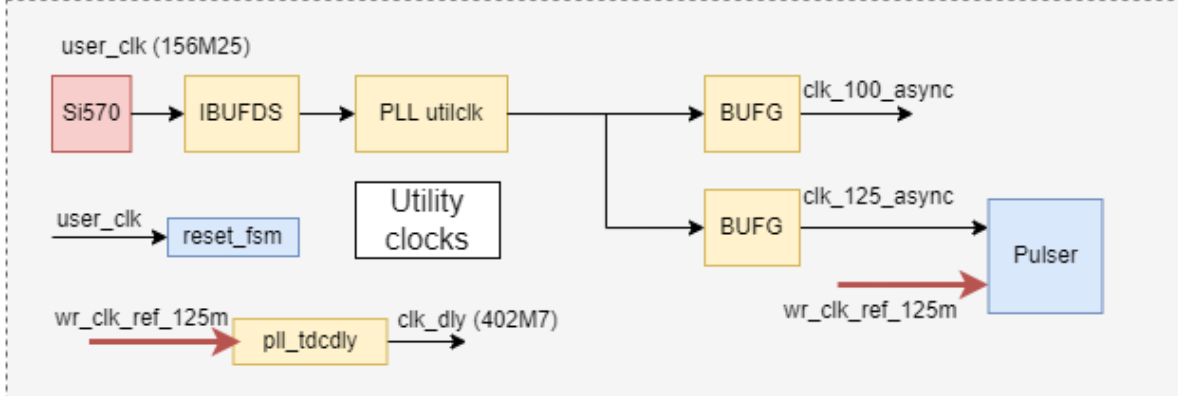 user_clk (156M25)
Si570
IBUFDS
PLL utilclk
BUFG
clk_100_async
user_clk
reset_fsm
Utility
clocks
BUFG
clk_125_async
Pulser
wr_clk_ref_125m
wr_clk_ref_125m
pll_tdcdly
clk_dly (402M7)